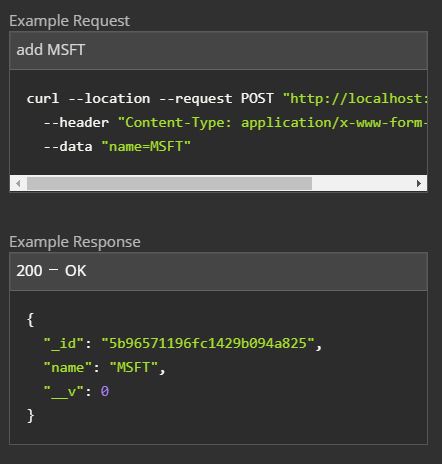 Example Request
add MSFT
curl --location --request POST "http://localhost:
--header "Content-Type: application/x-www-form-
--data "name=MSFT"
Example Response
200 – OK
{
"_id": "5b96571196fc1429b094a825",
"name": "MSFT",
"__v": 0
}